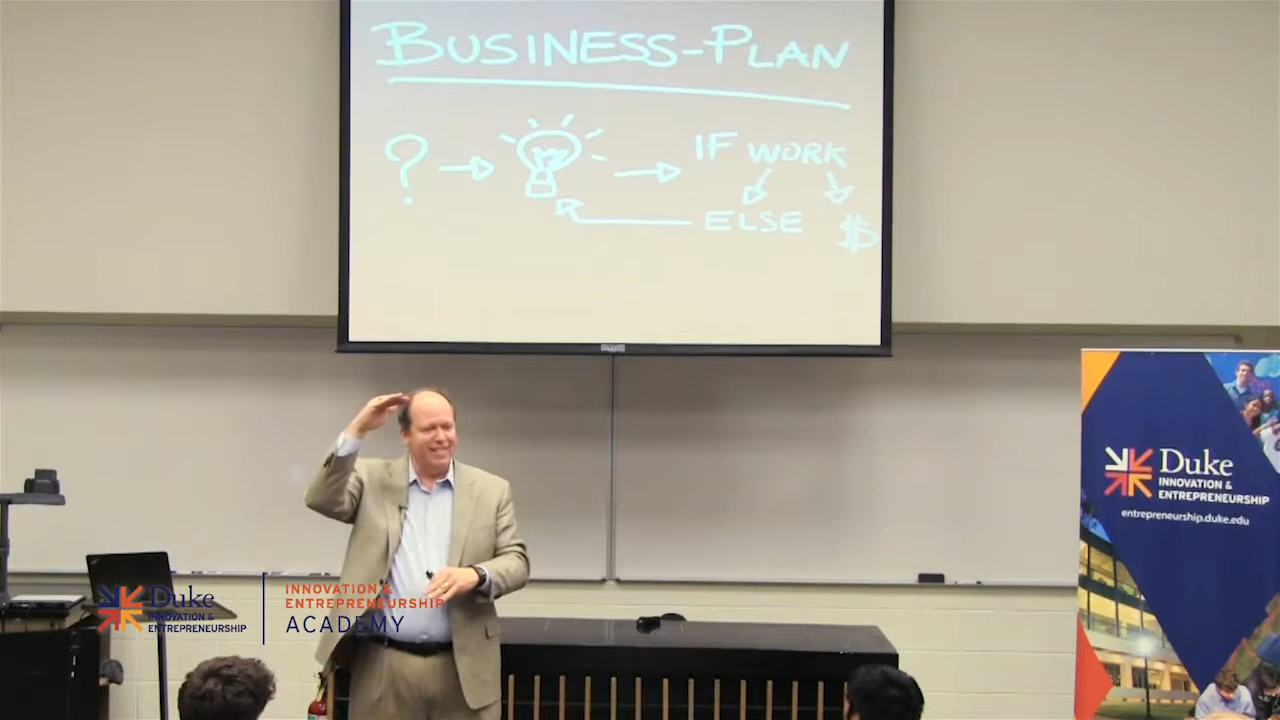 BUSINESS-PLAN
? → → IF WORK
ELSE $
Duke
INNOVATION &
ENTREPRENEURSHIP
entrepreneurship.duke.edu
Duke
INNOVATION &
ENTREPRENEURSHIP
INNOVATION &
ENTREPRENEURSHIP
ACADEMY